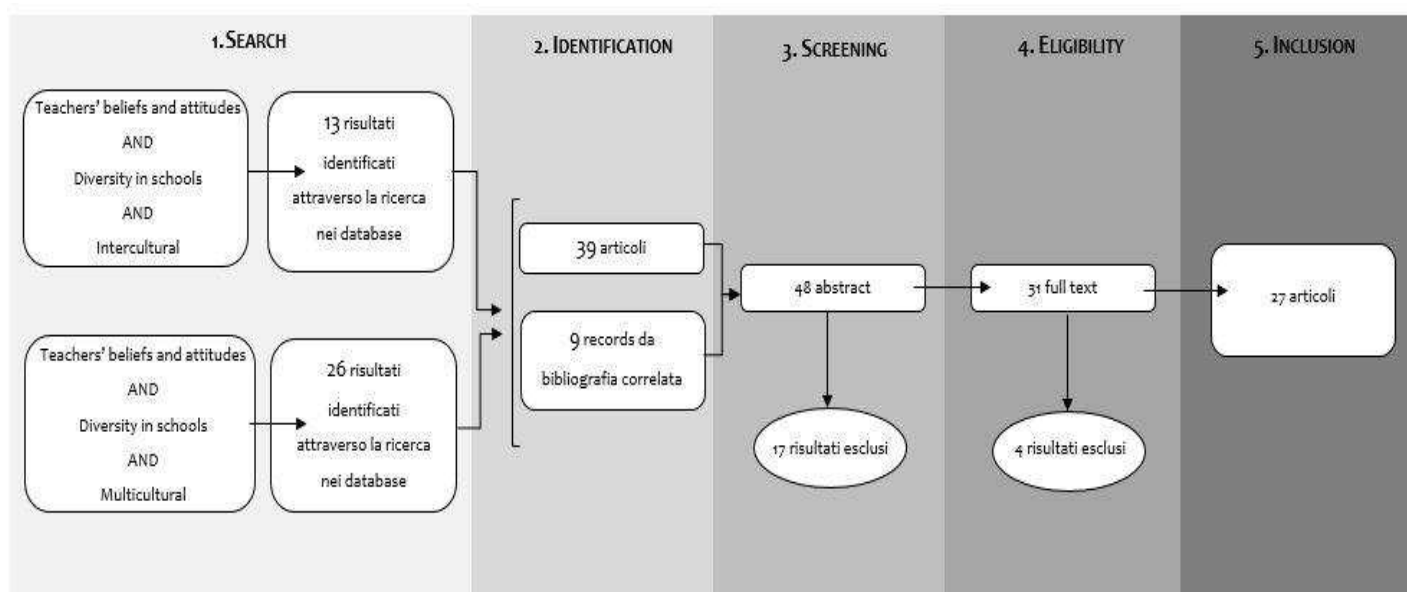 1. SEARCH
Teachers' beliefs and attitudes
AND
Diversity in schools
AND
Intercultural
13 risultati
identificati
attraverso la ricerca
nei database
Teachers' beliefs and attitudes
AND
Diversity in schools
AND
Multicultural
26 risultati
identificati
attraverso la ricerca
nei database
2. IDENTIFICATION
39 articoli
9 records da
bibliografia correlata
3. SCREENING
48 abstract
17 risultati esclusi
4. ELIGIBILITY
31 full text
4 risultati esclusi
5. INCLUSION
27 articoli